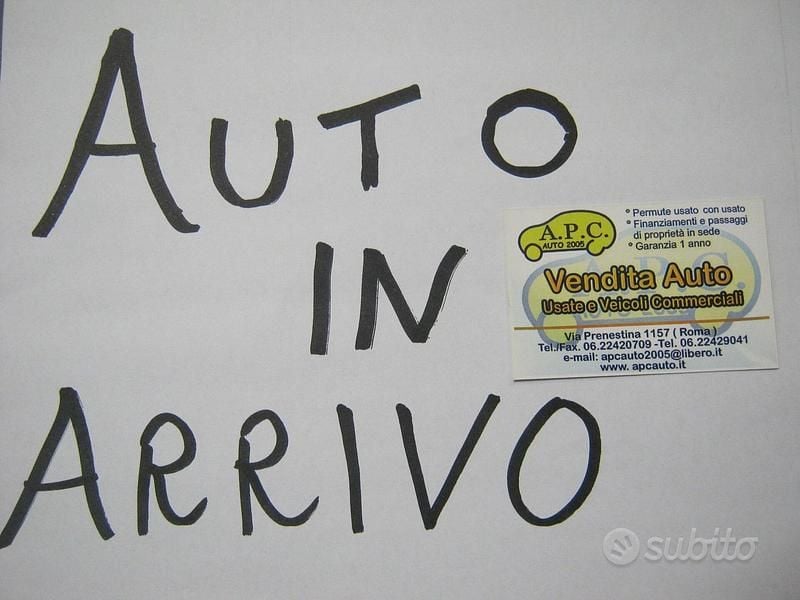 AUTO
IN
ARRIVO
A.P.C.
AUTO 2005
° Permute usato con usato
° Finanziamenti e passaggi
di proprietà in sede
° Garanzia 1 anno
Vendita Auto
Usate e Veicoli Commerciali
Via Prenestina 1157 ( Roma )
Tel./Fax. 06.22420709 -Tel. 06.22429041
e-mail: apcauto2005@libero.it
www. apcauto.it
subito